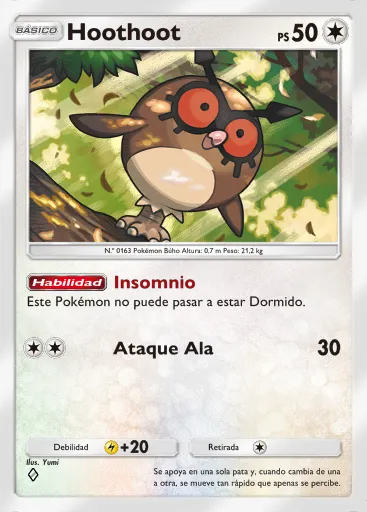 BÁSICO Hoothoot PS 50
N.º 0163 Pokémon Búho Altura: 0,7 m Peso: 21,2 kg
Habilidad Insomnio
Este Pokémon no puede pasar a estar Dormido.
Ataque Ala 30
Debilidad +20 Retirada
Ilus. Yumi
Se apoya en una sola pata y, cuando cambia de
una a otra, se mueve tan rápido que apenas se percibe.